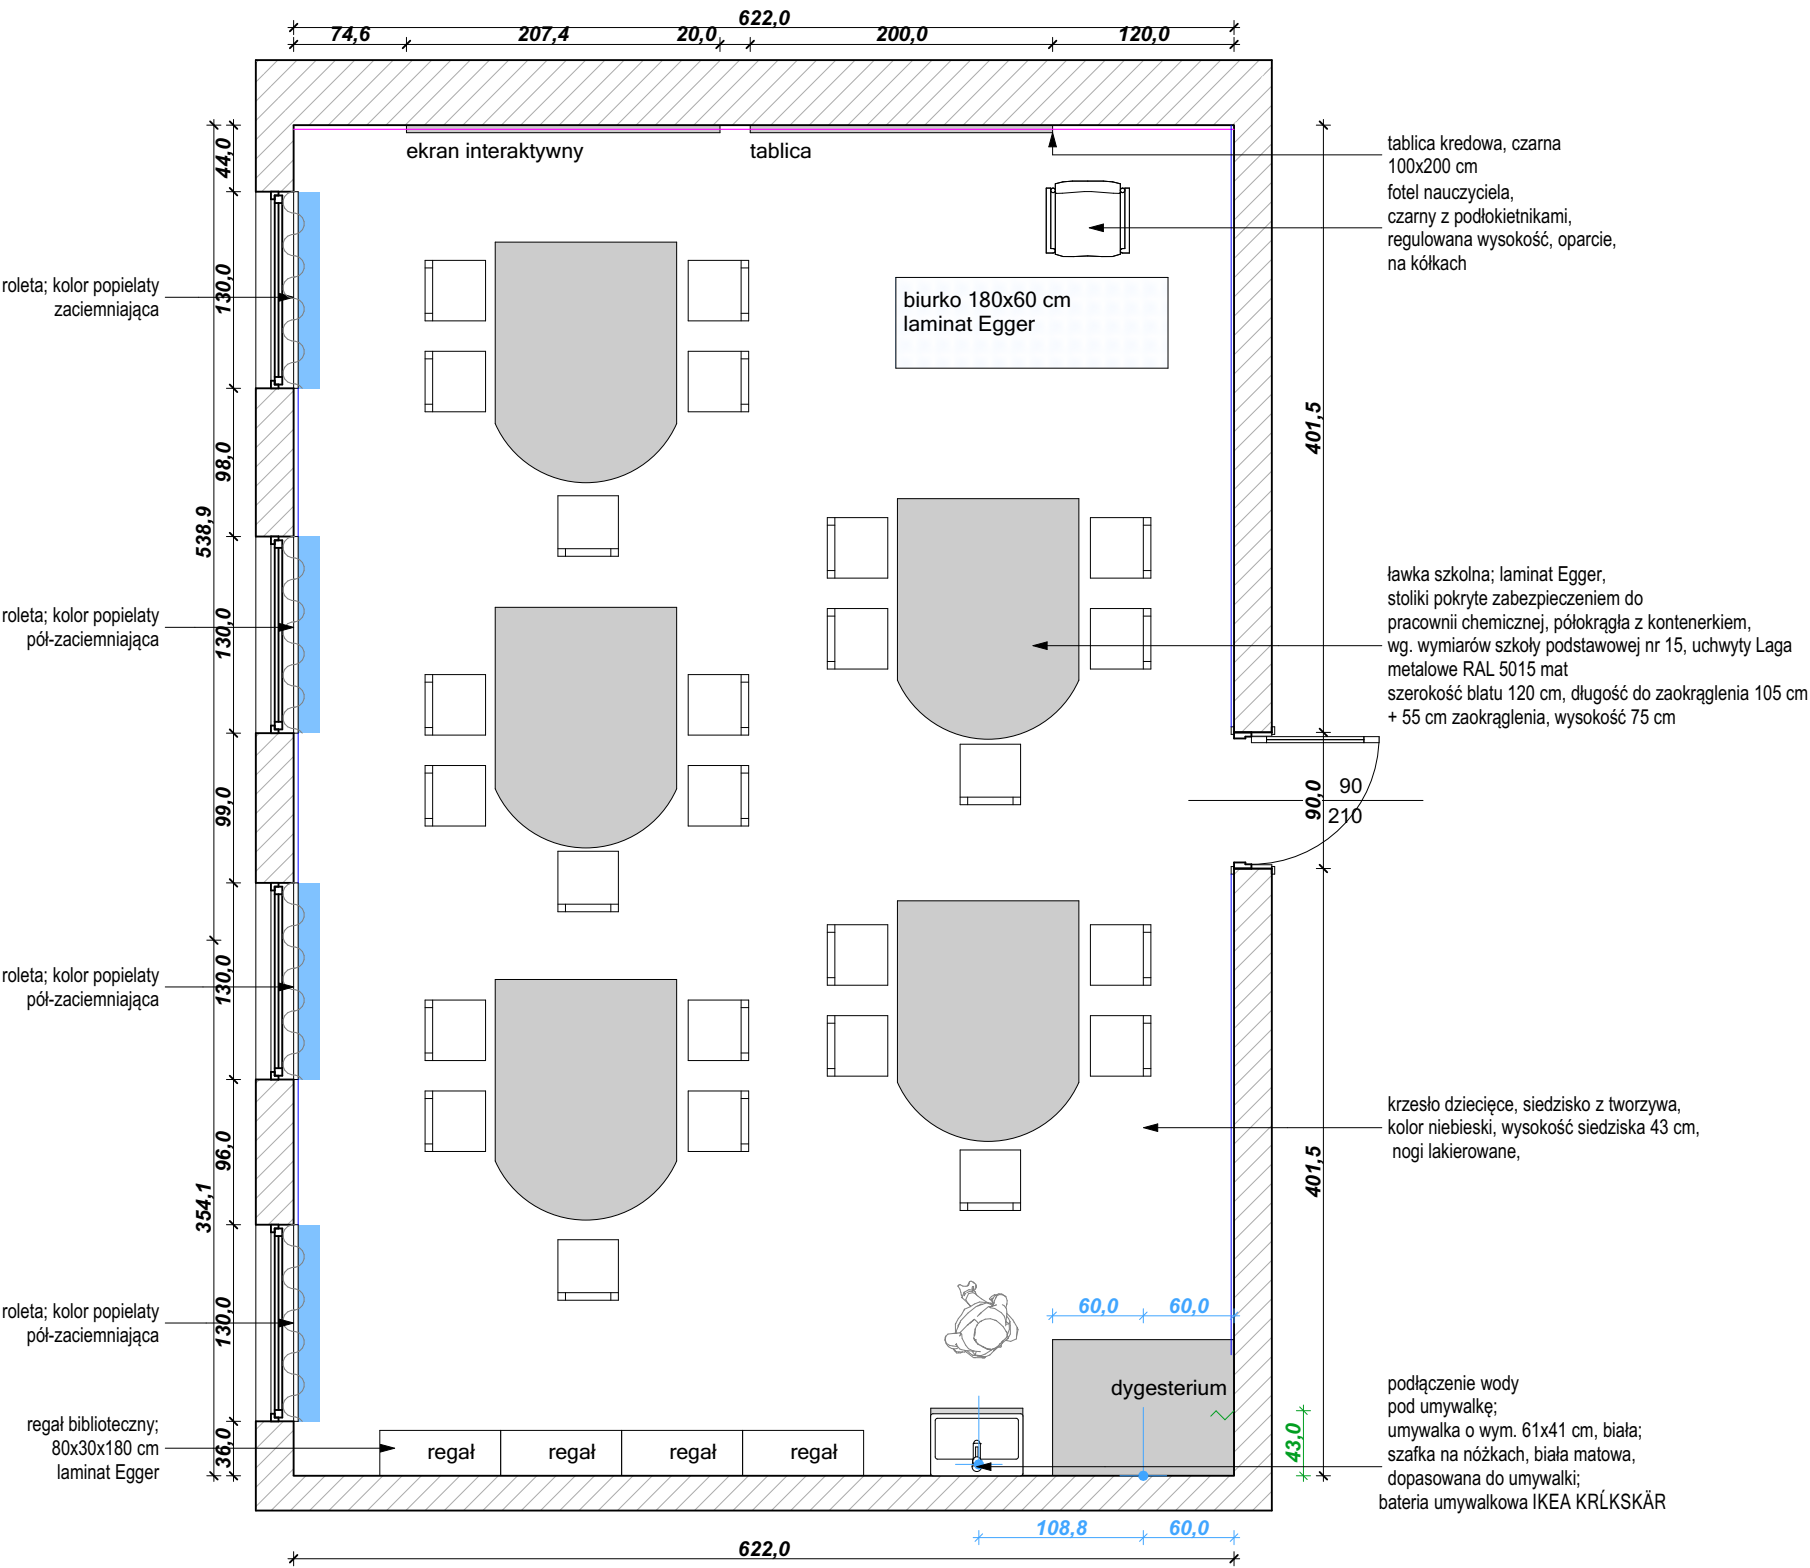 622,0
74,6
207,4
20,0
200,0
120,0
ekran interaktywny
tablica
tablica kredowa, czarna
100x200 cm
fotel nauczyciela,
czarny z podłokietnikami,
regulowana wysokość, oparcie,
na kółkach
44,0
roleta; kolor popielaty
zaciemniająca
130,0
biurko 180x60 cm
laminat Egger
401,5
98,0
538,9
roleta; kolor popielaty
pół-zaciemniająca
130,0
ławka szkolna; laminat Egger,
stoliki pokryte zabezpieczeniem do
pracownii chemicznej, półokrągła z kontenerkiem,
wg. wymiarów szkoły podstawowej nr 15, uchwyty Laga
metalowe RAL 5015 mat
szerokość blatu 120 cm, długość do zaokrąglenia 105 cm
+ 55 cm zaokrąglenia, wysokość 75 cm
99,0
90,0
90
210
roleta; kolor popielaty
pół-zaciemniająca
130,0
96,0
354,1
krzesło dziecięce, siedzisko z tworzywa,
kolor niebieski, wysokość siedziska 43 cm,
nogi lakierowane,
401,5
roleta; kolor popielaty
pół-zaciemniająca
130,0
60,0
60,0
dygesterium
43,0
regał biblioteczny;
80x30x180 cm
laminat Egger
36,0
regał
regał
regał
regał
podłączenie wody
pod umywalkę;
umywalka o wym. 61x41 cm, biała;
szafka na nóżkach, biała matowa,
dopasowana do umywalki;
bateria umywalkowa IKEA KRĹKSKÄR
108,8
60,0
622,0